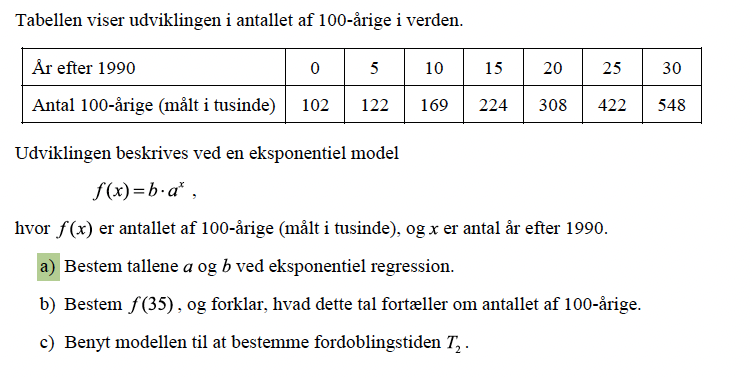 Tabellen viser udviklingen i antallet af 100-årige i verden.
År efter 1990 0 5 10 15 20 25 30
Antal 100-årige (målt i tusinde) 102 122 169 224 308 422 548
Udviklingen beskrives ved en eksponentiel model
f(x) = b · aˣ ,
hvor f(x) er antallet af 100-årige (målt i tusinde), og x er antal år efter 1990.
a) Bestem tallene a og b ved eksponentiel regression.
b) Bestem f(35), og forklar, hvad dette tal fortæller om antallet af 100-årige.
c) Benyt modellen til at bestemme fordoblingstiden T₂.